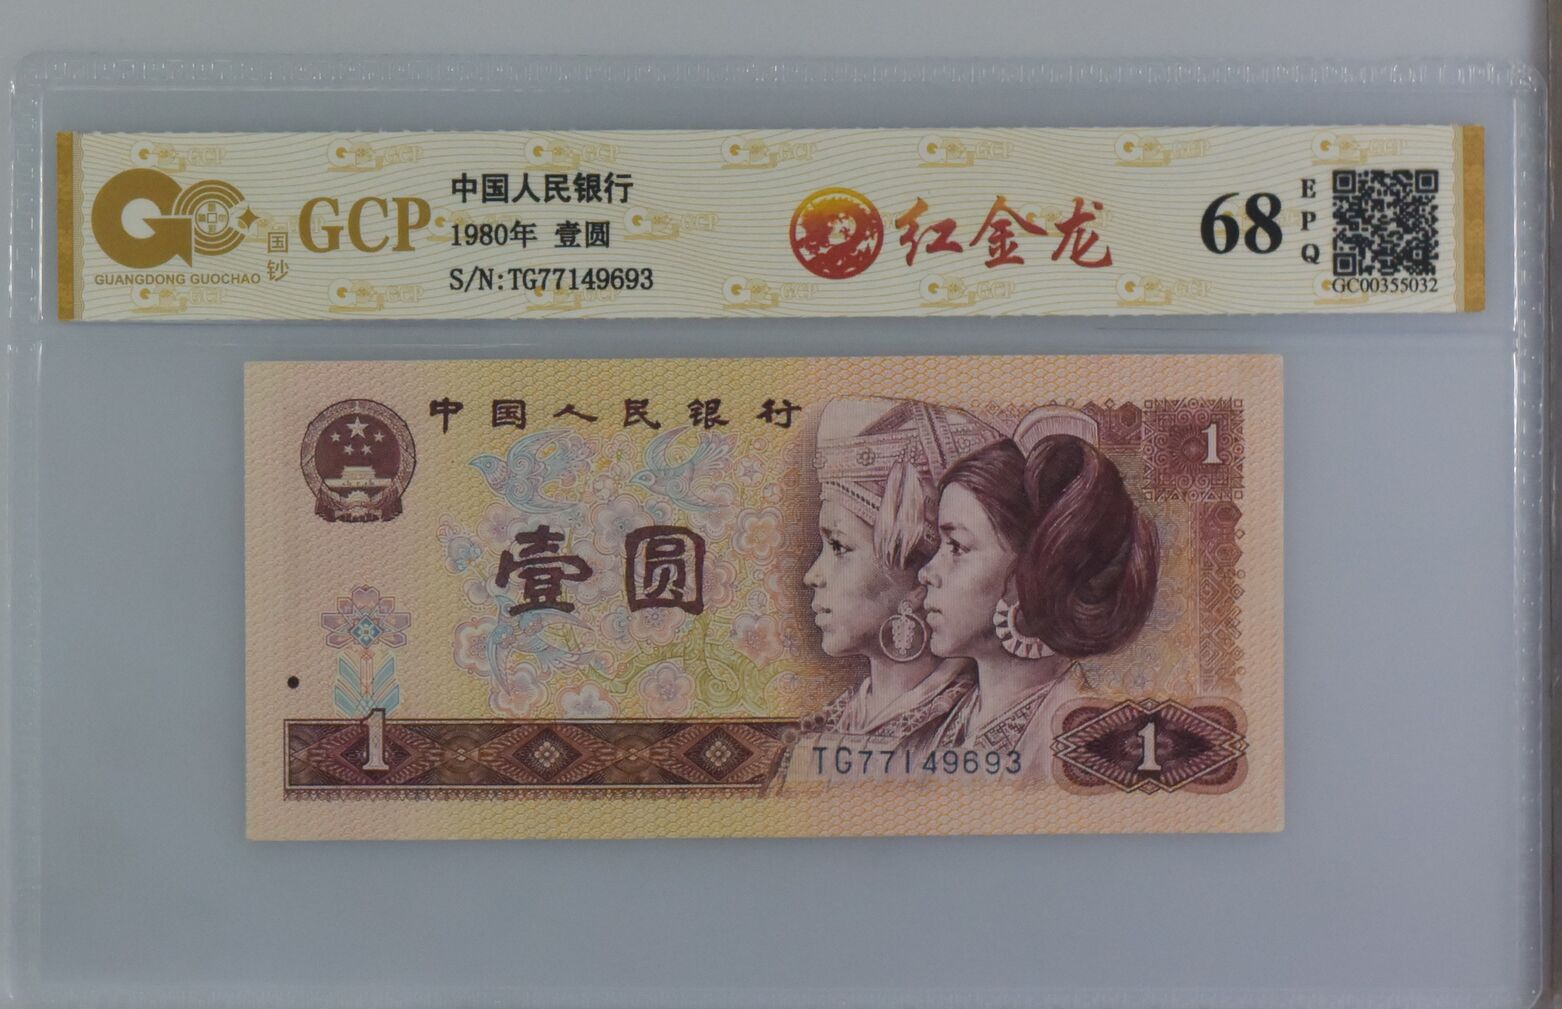 GUANGDONG GUOCHAO
国钞
GCP
中国人民银行
1980年 壹圆
S/N:TG77149693
红金龙
68
EPQ
GC00355032
中国人民银行
1
壹圆
1
TG77149693
1